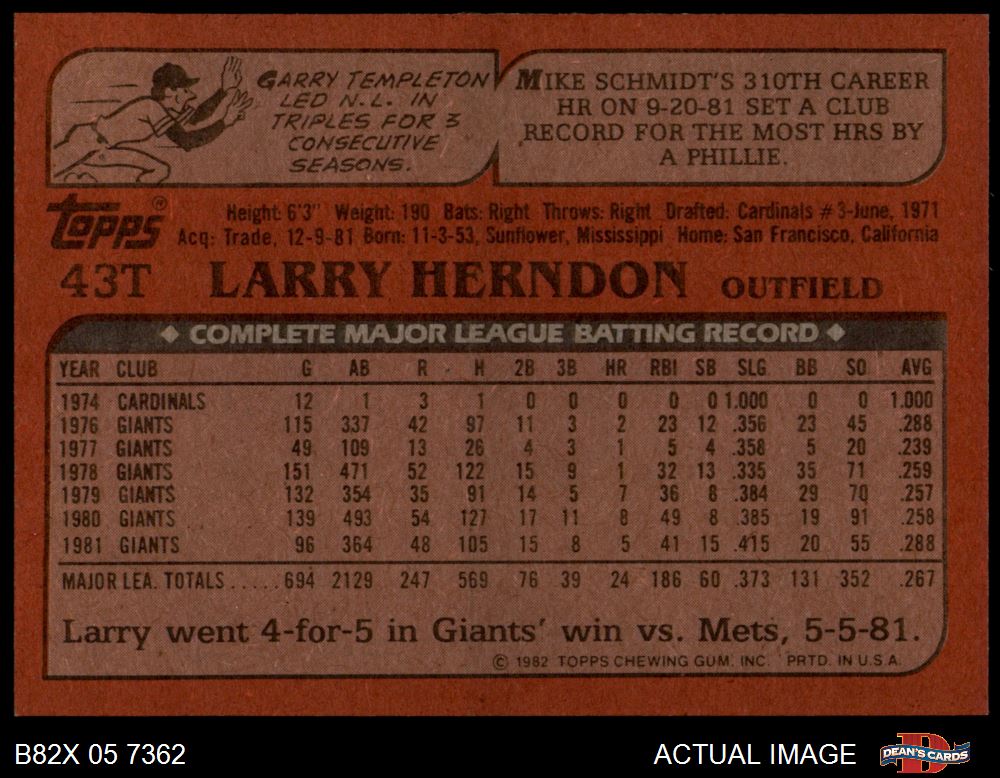 GARRY TEMPLETON
LED N.L. IN
TRIPLES FOR 3
CONSECUTIVE
SEASONS.
MIKE SCHMIDT'S 310TH CAREER
HR ON 9-20-81 SET A CLUB
RECORD FOR THE MOST HRS BY
A PHILLIE.
Topps®
Height: 6'3" Weight: 190 Bats: Right Throws: Right Drafted: Cardinals #3-June, 1971
Acq: Trade, 12-9-81 Born: 11-3-53, Sunflower, Mississippi Home: San Francisco, California
43T LARRY HERNDON OUTFIELD
◆ COMPLETE MAJOR LEAGUE BATTING RECORD ◆
YEAR CLUB G AB R H 2B 3B HR RBI SB SLG BB SO AVG
1974 CARDINALS 12 1 3 1 0 0 0 0 0 1.000 0 0 1.000
1976 GIANTS 115 337 42 97 11 3 2 23 12 .356 23 45 .288
1977 GIANTS 49 109 13 26 4 3 1 5 4 .358 5 20 .239
1978 GIANTS 151 471 52 122 15 9 1 32 13 .335 35 71 .259
1979 GIANTS 132 354 35 91 14 5 7 36 8 .384 29 70 .257
1980 GIANTS 139 493 54 127 17 11 8 49 8 .385 19 91 .258
1981 GIANTS 96 364 48 105 15 8 5 41 15 .415 20 55 .288
MAJOR LEA. TOTALS.....694 2129 247 569 76 39 24 186 60 .373 131 352 .267
Larry went 4-for-5 in Giants' win vs. Mets, 5-5-81.
© 1982 TOPPS CHEWING GUM, INC. PRTD. IN U.S.A.
B82X 05 7362 ACTUAL IMAGE DEAN'S CARDS